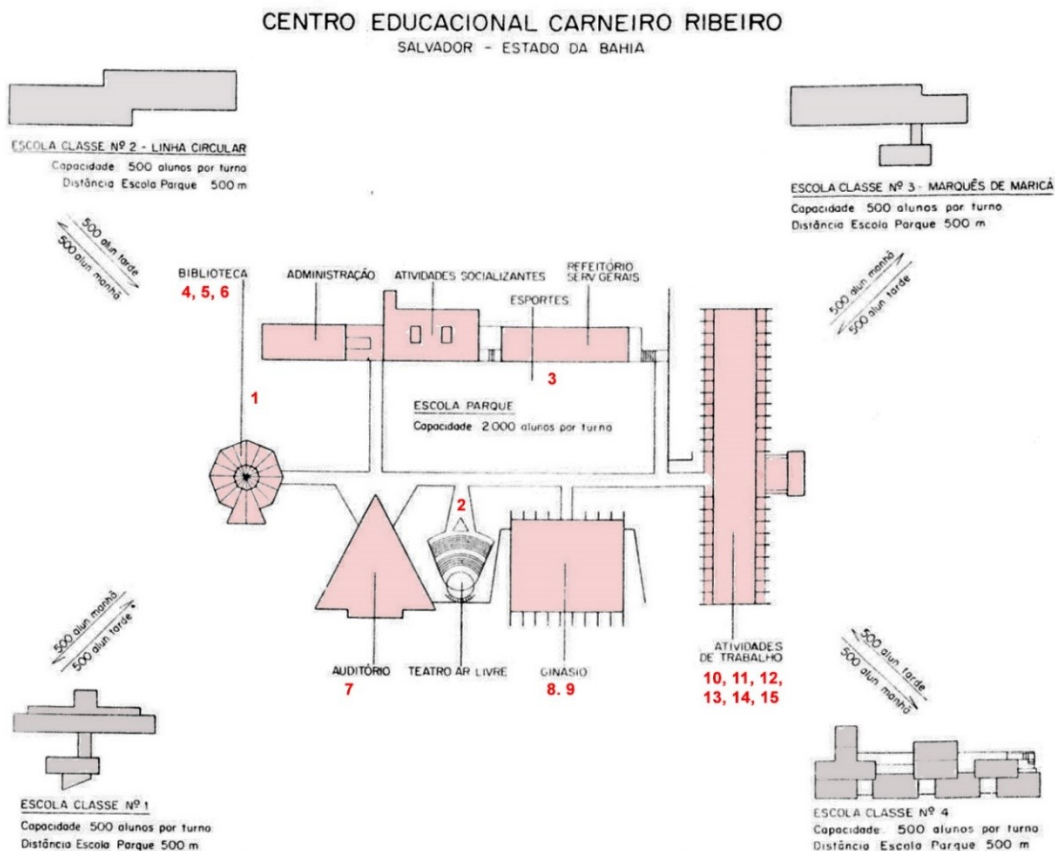 CENTRO EDUCACIONAL CARNEIRO RIBEIRO
SALVADOR - ESTADO DA BAHIA
ESCOLA CLASSE Nº 2 - LINHA CIRCULAR
Capacidade 500 alunos por turno
Distância Escola Parque 500 m
ESCOLA CLASSE Nº 3 - MARQUÊS DE MARICÁ
Capacidade 500 alunos por turno
Distância Escola Parque 500 m
500 alun tarde
500 alun manhã
500 alun manhã
500 alun tarde
BIBLIOTECA
4, 5, 6
ADMINISTRAÇÃO
ATIVIDADES SOCIALIZANTES
REFEITÓRIO
SERV GERAIS
ESPORTES
3
1
ESCOLA PARQUE
Capacidade 2.000 alunos por turno
2
500 alun manhã
500 alun tarde
AUDITÓRIO
7
TEATRO AR LIVRE
GINÁSIO
8. 9
ATIVIDADES
DE TRABALHO
10, 11, 12,
13, 14, 15
500 alun tarde
500 alun manhã
ESCOLA CLASSE Nº 1
Capacidade 500 alunos por turno
Distância Escola Parque 500 m
ESCOLA CLASSE Nº 4
Capacidade. 500 alunos por turno
Distância Escola Parque 500 m